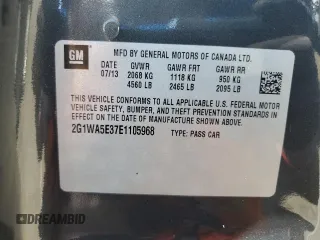 GM
MFD BY GENERAL MOTORS OF CANADA LTD.
DATE GVWR GAWR FRT GAWR RR
07/13 2068 KG 1118 KG 950 KG
4560 LB 2465 LB 2095 LB
THIS VEHICLE CONFORMS TO ALL APPLICABLE U.S. FEDERAL MOTOR
VEHICLE SAFETY, BUMPER, AND THEFT PREVENTION STANDARDS IN
EFFECT ON THE DATE OF MANUFACTURE SHOWN ABOVE.
2G1WA5E37E1105968 TYPE: PASS CAR
© DREAMBID